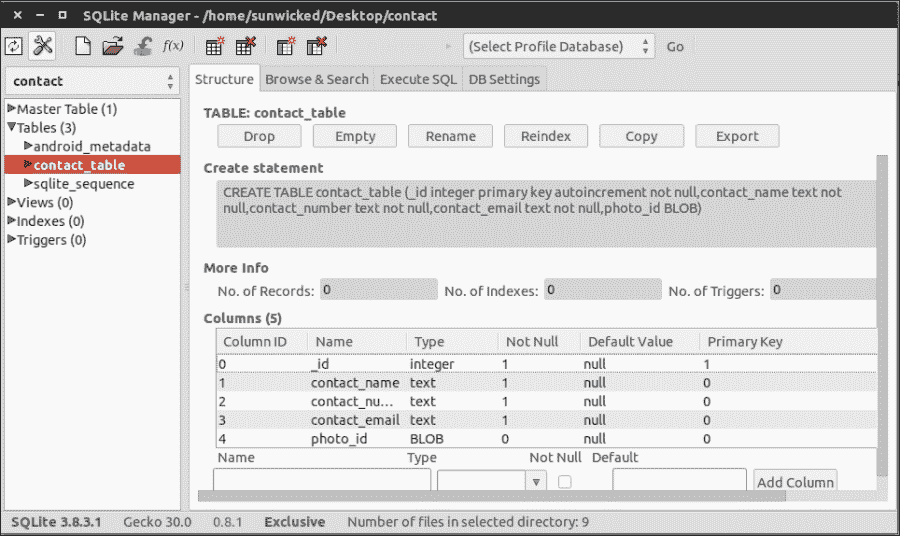 SQLite Manager - /home/sunwicked/Desktop/contact
f(x) (Select Profile Database) Go
contact
Master Table (1)
Tables (3)
android_metadata
contact_table
sqlite_sequence
Views (0)
Indexes (0)
Triggers (0)
Structure Browse & Search Execute SQL DB Settings
TABLE: contact_table
Drop Empty Rename Reindex Copy Export
Create statement
CREATE TABLE contact_table (_id integer primary key autoincrement not null,contact_name text not
null,contact_number text not null,contact_email text not null,photo_id BLOB)
More Info
No. of Records: 0 No. of Indexes: 0 No. of Triggers: 0
Columns (5)
Column ID Name Type Not Null Default Value Primary Key
0 _id integer 1 null 1
1 contact_name text 1 null 0
2 contact_nu... text 1 null 0
3 contact_email text 1 null 0
4 photo_id BLOB 0 null 0
Name Type Not Null Default
Add Column
SQLite 3.8.3.1 Gecko 30.0 0.8.1 Exclusive Number of files in selected directory: 9